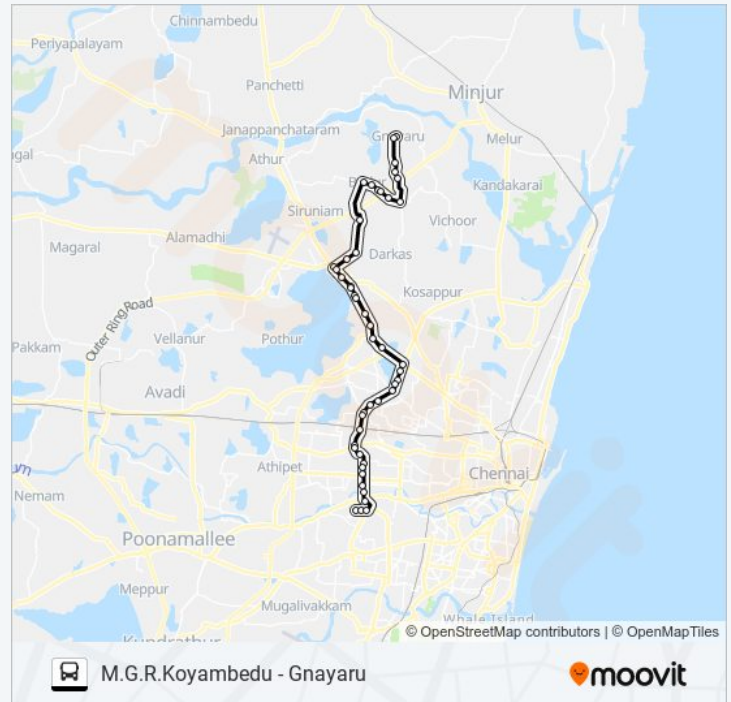 Chinnambedu
Periyapalayam
Panchetti
Minjur
Janappanchataram
Gnayaru
Melur
Athur
Kandakarai
Siruniam
Vichoor
Alamadhi
Magaral
Darkas
Kosappur
Outer Ring Road
Vellanur
Pothur
Pakkam
Avadi
Athipet
Chennai
Nemam
Poonamallee
Meppur
Mugalivakkam
Whale Island
Kundrathur
© OpenStreetMap contributors | © OpenMapTiles
M.G.R.Koyambedu - Gnayaru
moovit